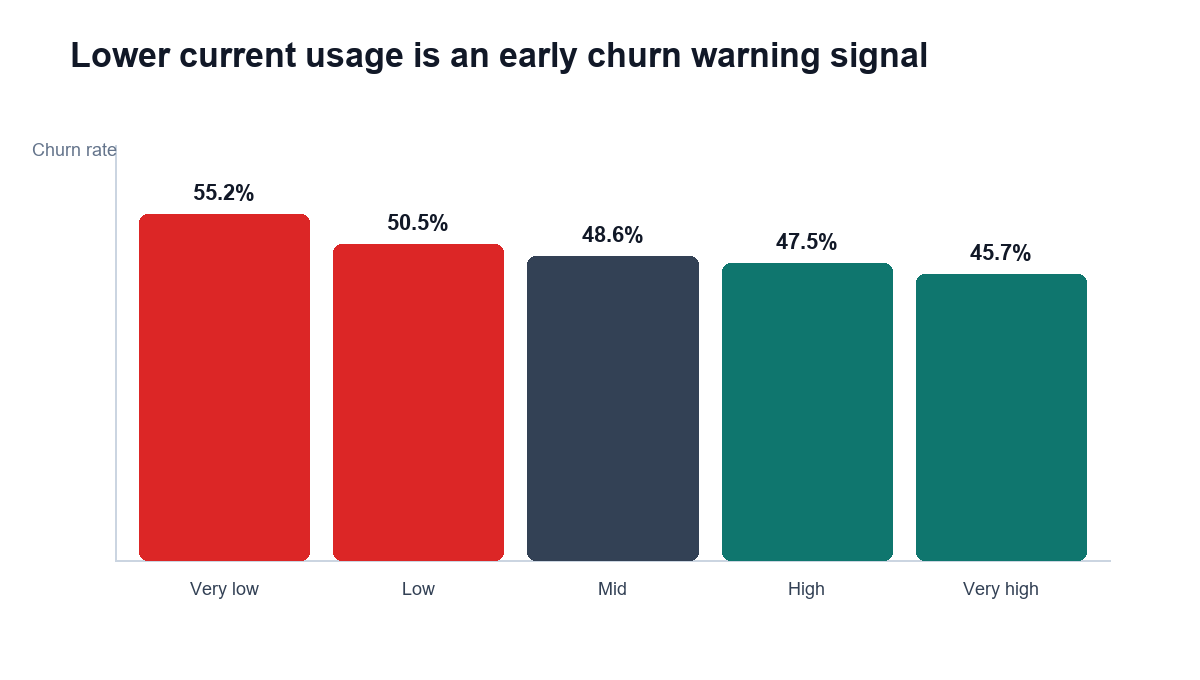 Lower current usage is an early churn warning signal
Churn rate
55.2%
50.5%
48.6%
47.5%
45.7%
Very low
Low
Mid
High
Very high